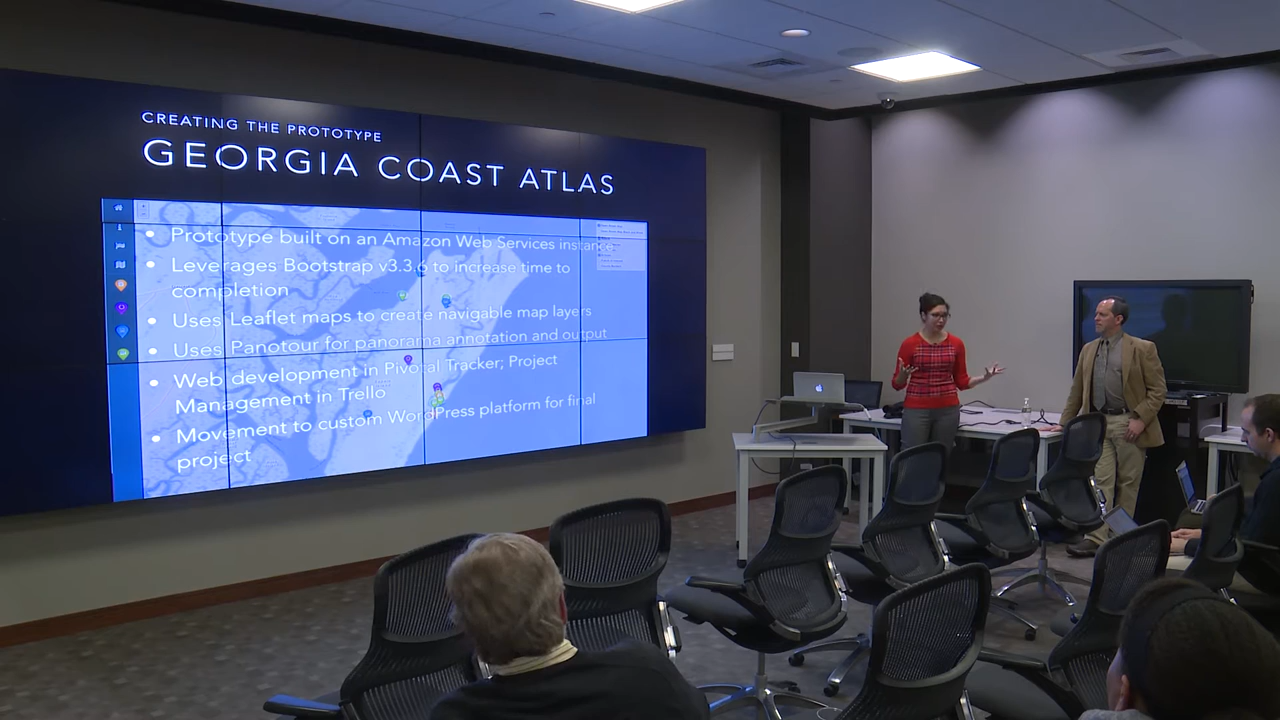 CREATING THE PROTOTYPE
GEORGIA COAST ATLAS
• Prototype built on an Amazon Web Services instance
• Leverages Bootstrap v3.3.6 to increase time to
completion
• Uses Leaflet maps to create navigable map layers
• Uses Panotour for panorama annotation and output
• Web development in Pivotal Tracker; Project
Management in Trello
• Movement to custom WordPress platform for final
project